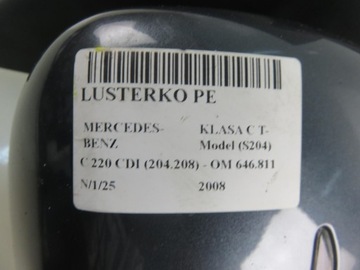 LUSTERKO PE
MERCEDES- KLASA C T-
BENZ Model (S204)
C 220 CDI (204.208) - OM 646.811
N/1/25 2008